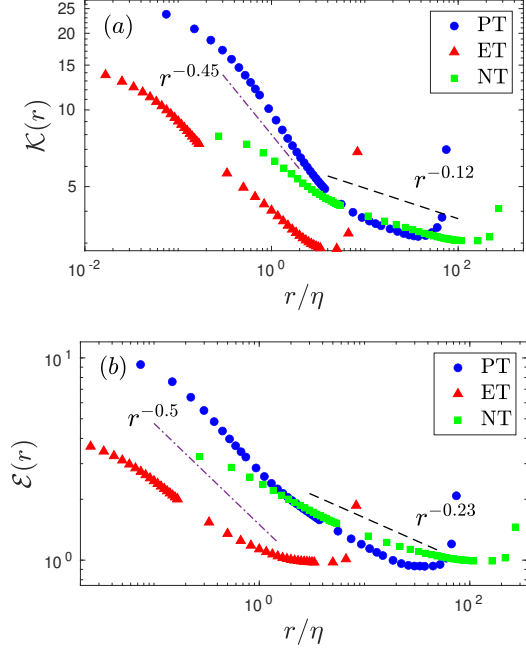 25
20
15
10
5
(a)
PT
ET
NT
r^{-0.45}
r^{-0.12}
𝒦(r)
10^{-2}
10^{0}
10^{2}
r/η
10^{1}
10^{0}
(b)
PT
ET
NT
r^{-0.5}
r^{-0.23}
ℰ(r)
10^{0}
10^{2}
r/η